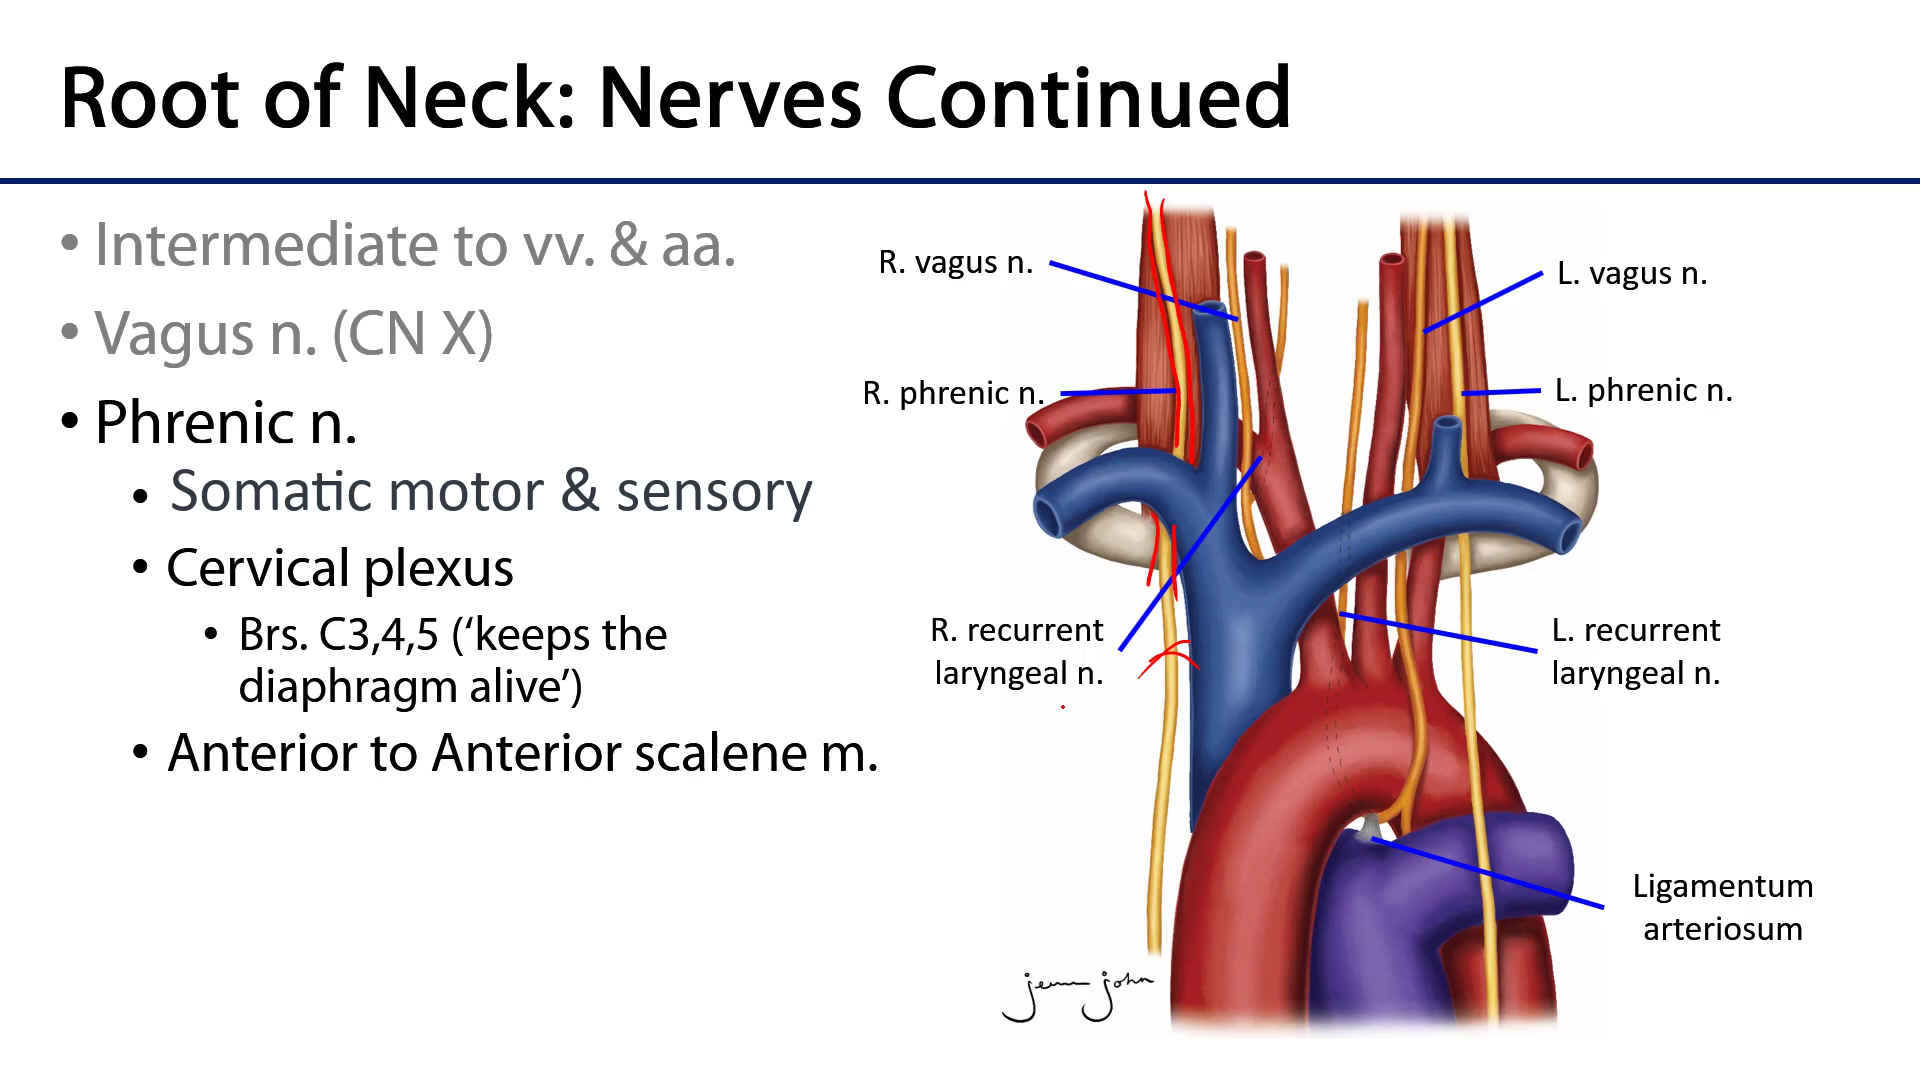 Root of Neck: Nerves Continued
• Intermediate to vv. & aa.
• Vagus n. (CN X)
• Phrenic n.
• Somatic motor & sensory
• Cervical plexus
• Brs. C3,4,5 (‘keeps the
diaphragm alive’)
• Anterior to Anterior scalene m.
R. vagus n.
R. phrenic n.
R. recurrent
laryngeal n.
L. vagus n.
L. phrenic n.
L. recurrent
laryngeal n.
Ligamentum
arteriosum
jenn john